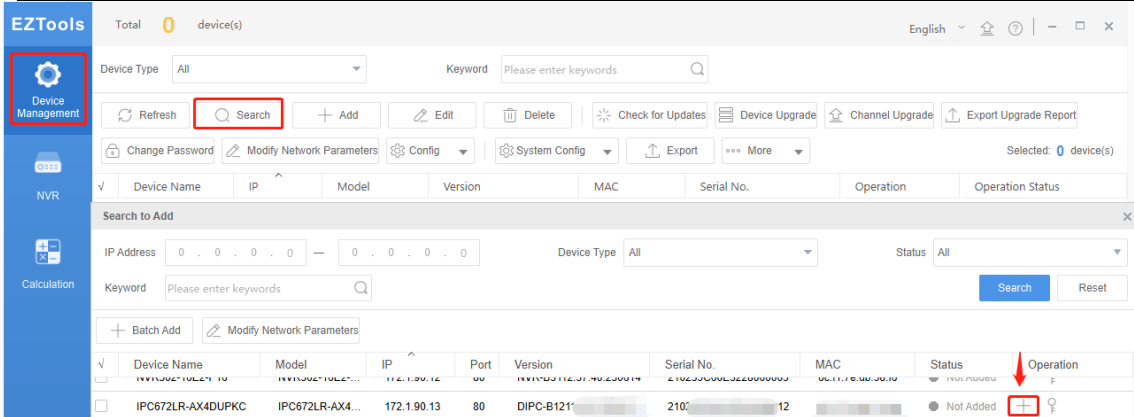 EZTools Total 0 device(s) English
Device Type All Keyword Please enter keywords
Device Management
Refresh Search Add Edit Delete Check for Updates Device Upgrade Channel Upgrade Export Upgrade Report
Change Password Modify Network Parameters Config System Config Export More Selected: 0 device(s)
NVR
√ Device Name IP Model Version MAC Serial No. Operation Operation Status
Search to Add
IP Address 0 . 0 . 0 . 0 — 0 . 0 . 0 . 0 Device Type All Status All
Calculation
Keyword Please enter keywords Search Reset
Batch Add Modify Network Parameters
√ Device Name Model IP Port Version Serial No. MAC Status Operation
Not Added
IPC672LR-AX4DUPKC IPC672LR-AX4... 172.1.90.13 80 DIPC-B1211 12 Not Added